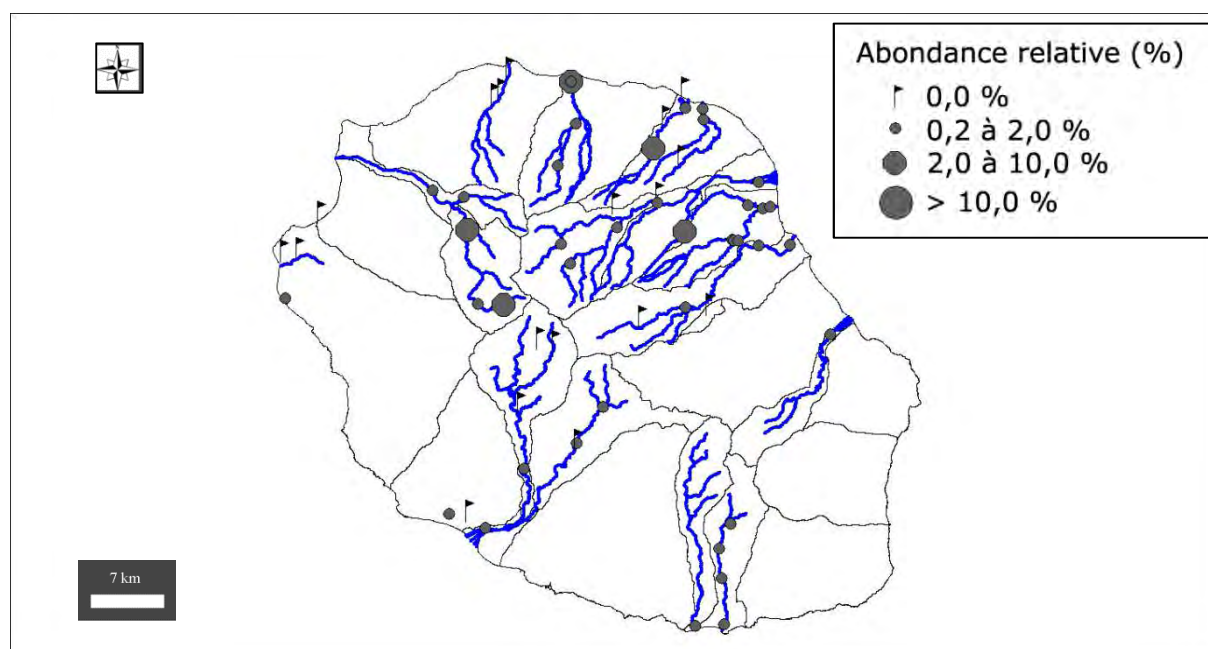 Abondance relative (%)
0,0 %
0,2 à 2,0 %
2,0 à 10,0 %
> 10,0 %
7 km